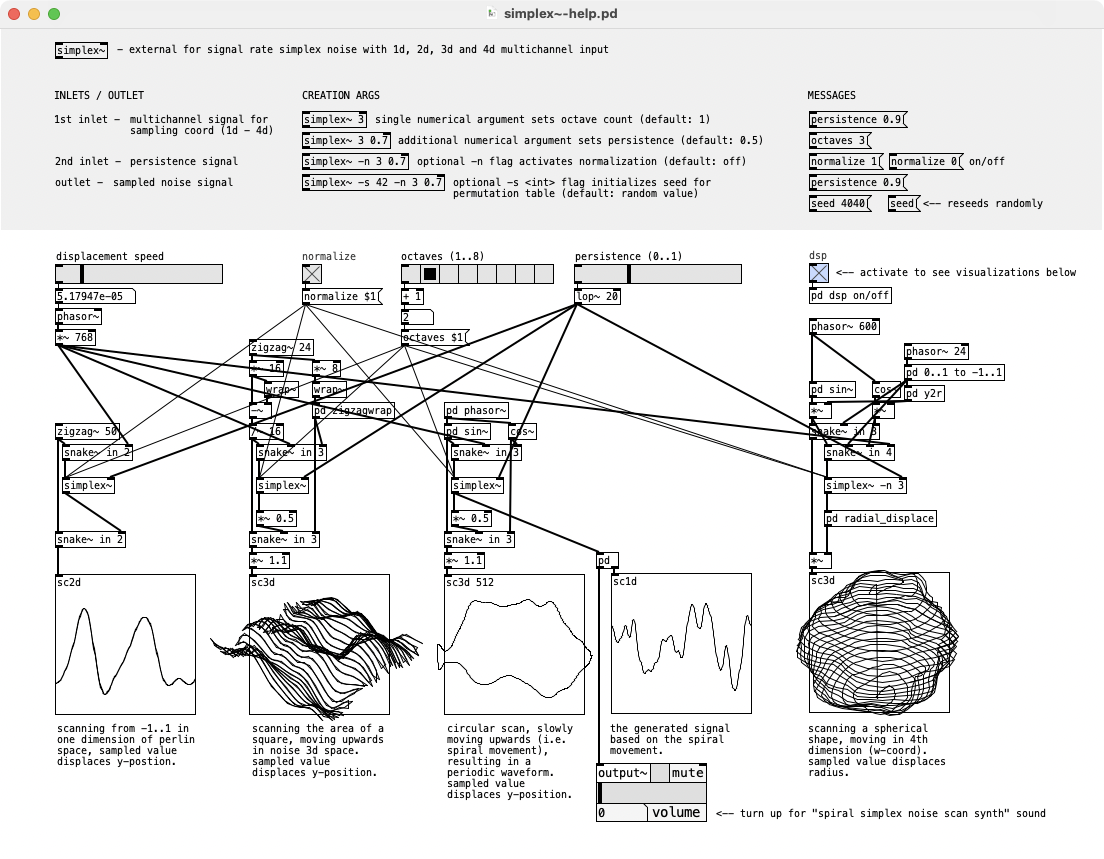 simplex~-help.pd
simplex~ - external for signal rate simplex noise with 1d, 2d, 3d and 4d multichannel input
INLETS / OUTLET
1st inlet - multichannel signal for
sampling coord (1d - 4d)
2nd inlet - persistence signal
outlet - sampled noise signal
CREATION ARGS
simplex~ 3 single numerical argument sets octave count (default: 1)
simplex~ 3 0.7 additional numerical argument sets persistence (default: 0.5)
simplex~ -n 3 0.7 optional -n flag activates normalization (default: off)
simplex~ -s 42 -n 3 0.7 optional -s <int> flag initializes seed for
permutation table (default: random value)
MESSAGES
persistence 0.9
octaves 3
normalize 1 normalize 0 on/off
persistence 0.9
seed 4040 seed <-- reseeds randomly
displacement speed
5.17947e-05
phasor~
*~ 768
normalize
normalize $1
octaves (1..8)
+ 1
2
octaves $1
persistence (0..1)
lop~ 20
dsp
<-- activate to see visualizations below
pd dsp on/off
zigzag~ 50
snake~ in 2
simplex~
snake~ in 2
sc2d
scanning from -1..1 in
one dimension of perlin
space, sampled value
displaces y-postion.
zigzag~ 24
*~ 16 *~ 8
wrap~ wrap~
-~ pd zigzagwrap
16
snake~ in 3
simplex~
*~ 0.5
snake~ in 3
*~ 1.1
sc3d
scanning the area of a
square, moving upwards
in noise 3d space.
sampled value
displaces y-position.
pd phasor~
pd sin~ cos~
snake~ in 3
simplex~
*~ 0.5
snake~ in 3
*~ 1.1
sc3d 512
circular scan, slowly
moving upwards (i.e.
spiral movement),
resulting in a
periodic waveform.
sampled value
displaces y-position.
pd
sc1d
the generated signal
based on the spiral
movement.
output~ mute
0 volume
<-- turn up for "spiral simplex noise scan synth" sound
phasor~ 600
phasor~ 24
pd 0..1 to -1..1
pd sin~ cos~ pd y2r
*~ *~
snake~ in 3
snake~ in 4
simplex~ -n 3
pd radial_displace
*~
sc3d
scanning a spherical
shape, moving in 4th
dimension (w-coord).
sampled value displaces
radius.